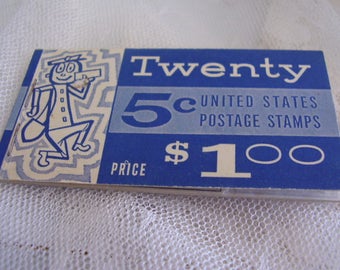 Twenty
5c UNITED STATES
POSTAGE STAMPS
PRICE $1.00